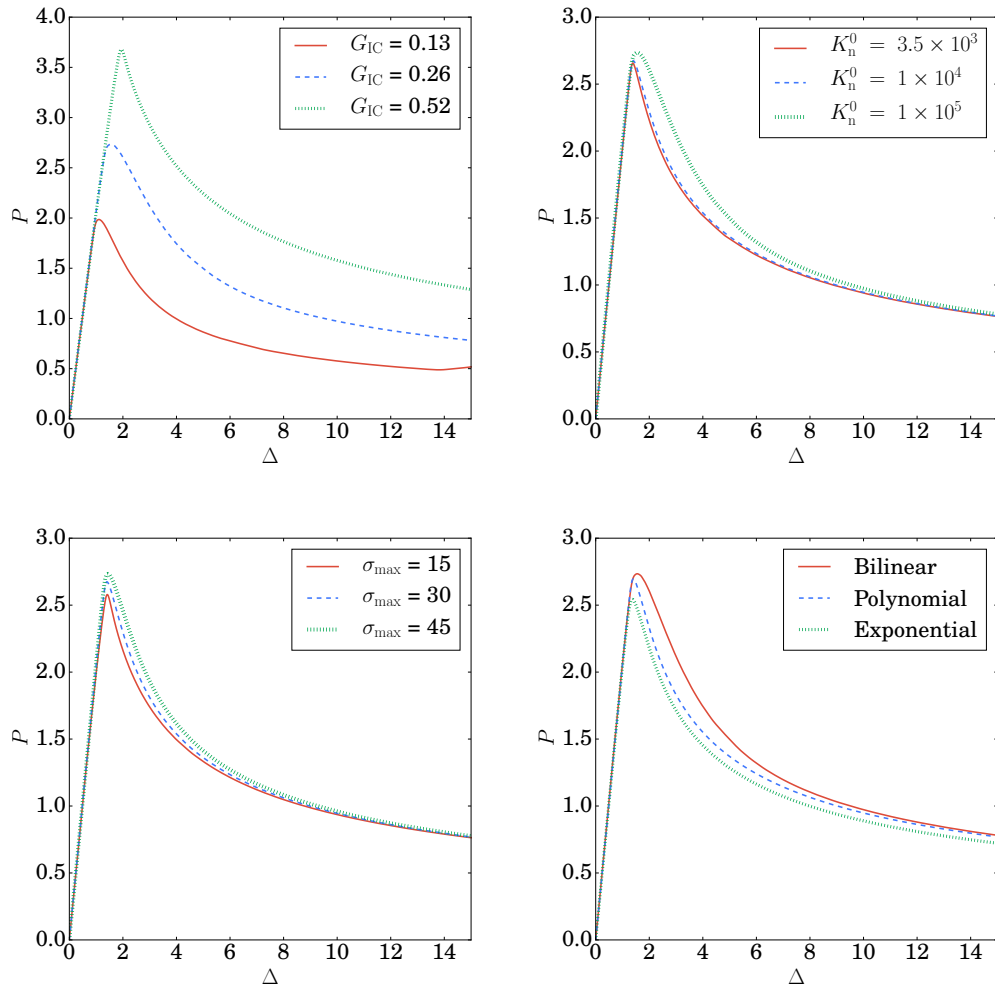 4.0
3.5
3.0
2.5
2.0
1.5
1.0
0.5
0.0
P
0 2 4 6 8 10 12 14
Δ
G_IC = 0.13
G_IC = 0.26
G_IC = 0.52
3.0
2.5
2.0
1.5
1.0
0.5
0.0
P
0 2 4 6 8 10 12 14
Δ
K_n^0 = 3.5 × 10^3
K_n^0 = 1 × 10^4
K_n^0 = 1 × 10^5
3.0
2.5
2.0
1.5
1.0
0.5
0.0
P
0 2 4 6 8 10 12 14
Δ
σ_max = 15
σ_max = 30
σ_max = 45
3.0
2.5
2.0
1.5
1.0
0.5
0.0
P
0 2 4 6 8 10 12 14
Δ
Bilinear
Polynomial
Exponential